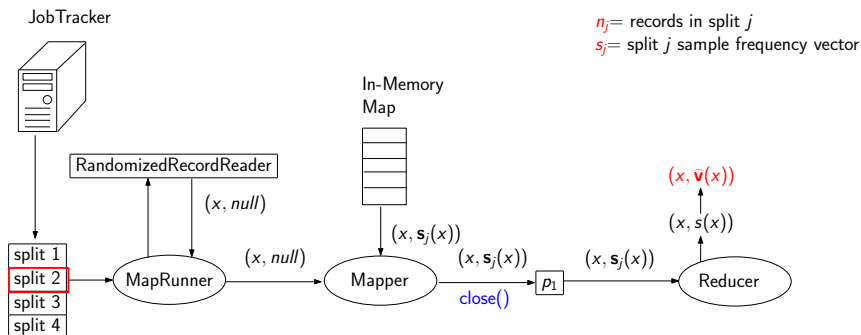 JobTracker
n_j= records in split j
s_j= split j sample frequency vector
In-Memory
Map
RandomizedRecordReader
(x, null)
(x, v̂(x))
(x, s(x))
(x, s_j(x))
split 1
split 2
split 3
split 4
MapRunner
(x, null)
Mapper
(x, s_j(x))
close()
p_1
(x, s_j(x))
Reducer